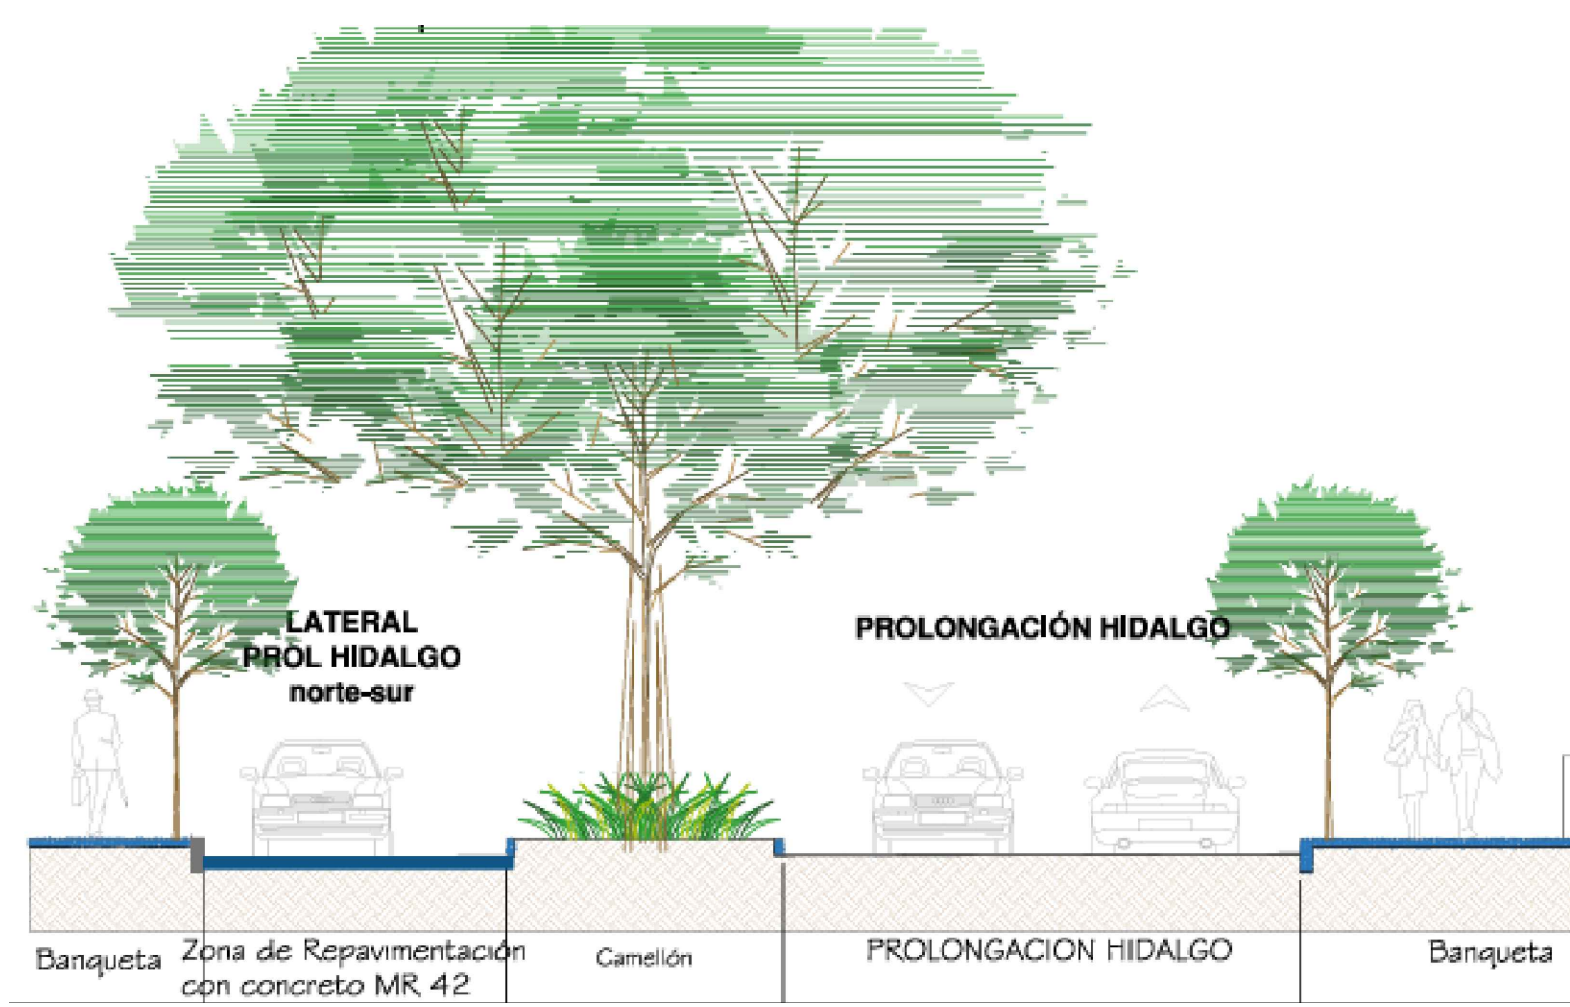 LATERAL
PROL HIDALGO
norte-sur
PROLONGACIÓN HIDALGO
Banqueta
Zona de Repavimentación
con concreto MR 42
Camellón
PROLONGACION HIDALGO
Banqueta